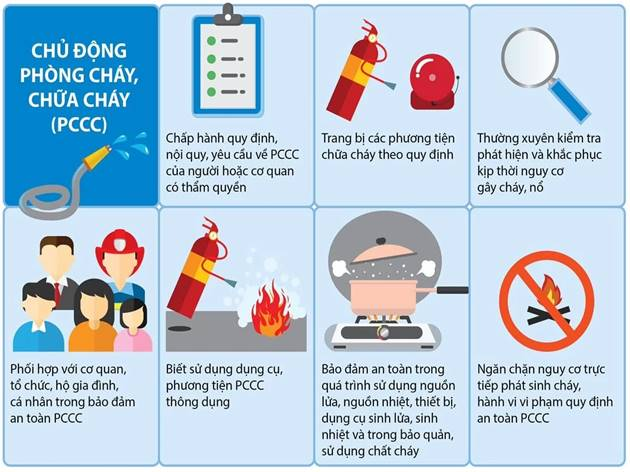 CHỦ ĐỘNG
PHÒNG CHÁY,
CHỮA CHÁY
(PCCC)
Chấp hành quy định,
nội quy, yêu cầu về PCCC
của người hoặc cơ quan
có thẩm quyền
Trang bị các phương tiện
chữa cháy theo quy định
Thường xuyên kiểm tra
phát hiện và khắc phục
kịp thời nguy cơ
gây cháy, nổ
Phối hợp với cơ quan,
tổ chức, hộ gia đình,
cá nhân trong bảo đảm
an toàn PCCC
Biết sử dụng dụng cụ,
phương tiện PCCC
thông dụng
Bảo đảm an toàn trong
quá trình sử dụng nguồn
lửa, nguồn nhiệt, thiết bị,
dụng cụ sinh lửa, sinh
nhiệt và trong bảo quản,
sử dụng chất cháy
Ngăn chặn nguy cơ trực
tiếp phát sinh cháy,
hành vi vi phạm quy định
an toàn PCCC